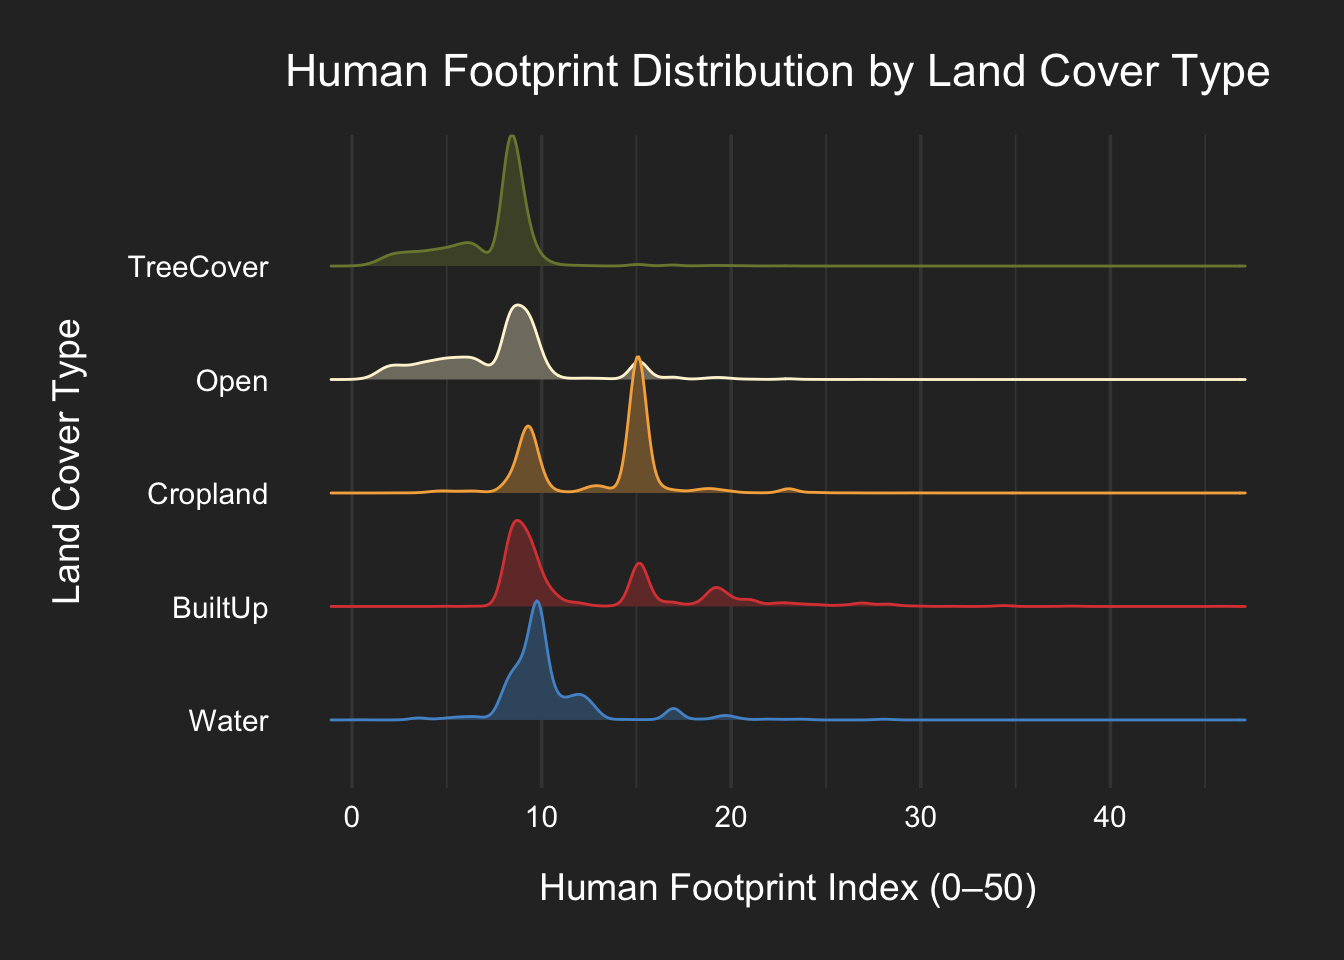 Human Footprint Distribution by Land Cover Type
Land Cover Type
TreeCover
Open
Cropland
BuiltUp
Water
0 10 20 30 40
Human Footprint Index (0–50)